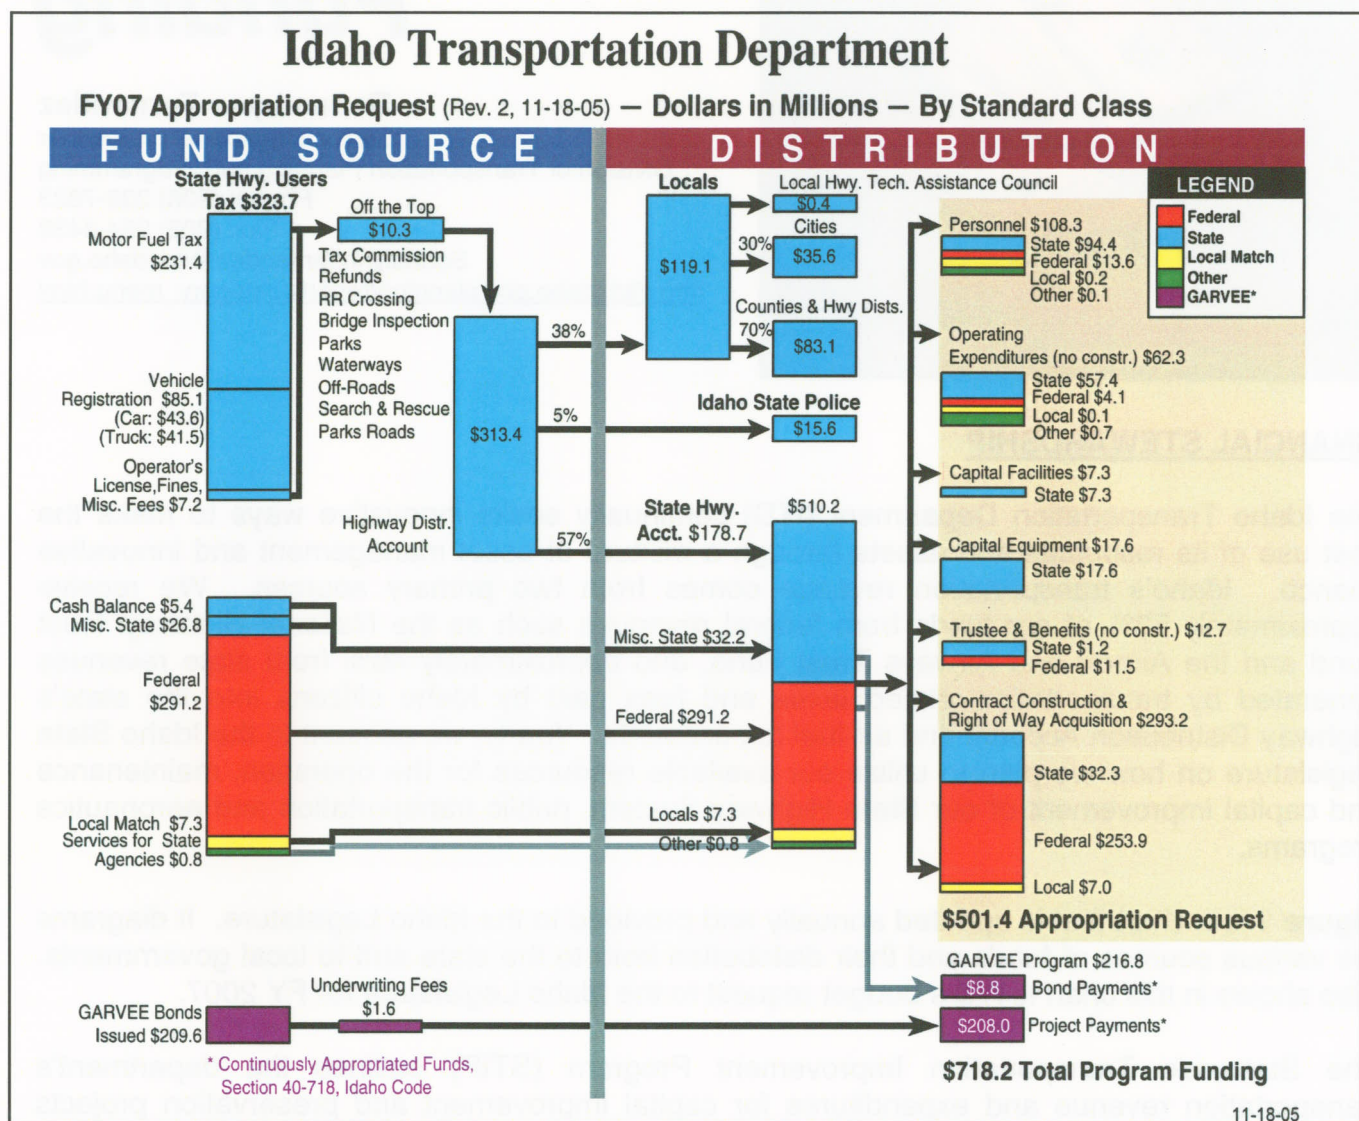 Idaho Transportation Department
FY07 Appropriation Request (Rev. 2, 11-18-05) — Dollars in Millions — By Standard Class
FUND SOURCE
DISTRIBUTION
State Hwy. Users
Tax $323.7
Motor Fuel Tax
$231.4
Vehicle
Registration $85.1
(Car: $43.6)
(Truck: $41.5)
Operator's
License,Fines,
Misc. Fees $7.2
Off the Top
$10.3
Tax Commission
Refunds
RR Crossing
Bridge Inspection
Parks
Waterways
Off-Roads
Search & Rescue
Parks Roads
$313.4
Highway Distr.
Account
38%
5%
57%
Cash Balance $5.4
Misc. State $26.8
Federal
$291.2
Local Match $7.3
Services for State
Agencies $0.8
GARVEE Bonds
Issued $209.6
Underwriting Fees
$1.6
* Continuously Appropriated Funds,
Section 40-718, Idaho Code
Locals
$119.1
Local Hwy. Tech. Assistance Council
$0.4
Cities
30%
$35.6
Counties & Hwy Dists.
70%
$83.1
Idaho State Police
$15.6
State Hwy.
Acct. $178.7
$510.2
Misc. State $32.2
Federal $291.2
Locals $7.3
Other $0.8
LEGEND
Federal
State
Local Match
Other
GARVEE*
Personnel $108.3
State $94.4
Federal $13.6
Local $0.2
Other $0.1
Operating
Expenditures (no constr.) $62.3
State $57.4
Federal $4.1
Local $0.1
Other $0.7
Capital Facilities $7.3
State $7.3
Capital Equipment $17.6
State $17.6
Trustee & Benefits (no constr.) $12.7
State $1.2
Federal $11.5
Contract Construction &
Right of Way Acquisition $293.2
State $32.3
Federal $253.9
Local $7.0
$501.4 Appropriation Request
GARVEE Program $216.8
$8.8 Bond Payments*
$208.0 Project Payments*
$718.2 Total Program Funding
11-18-05